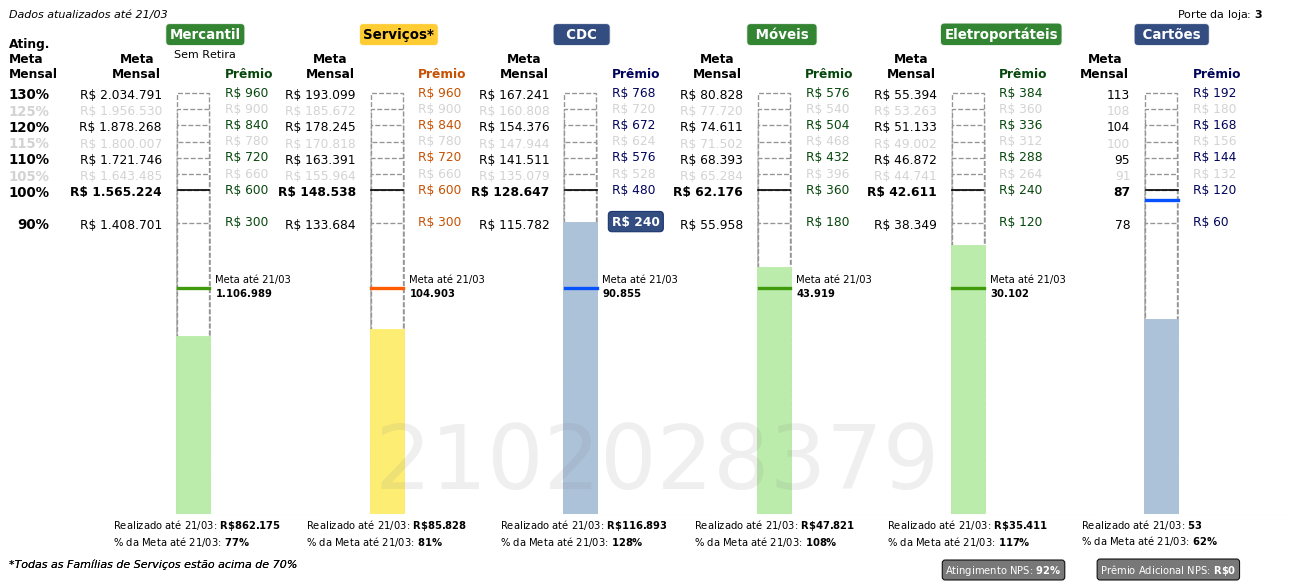 Dados atualizados até 21/03
Porte da loja: 3
Mercantil Serviços* CDC Móveis Eletroportáteis Cartões
Sem Retira
Ating. Meta Mensal
Meta Mensal Prêmio Meta Mensal Prêmio Meta Mensal Prêmio Meta Mensal Prêmio Meta Mensal Prêmio Meta Mensal Prêmio
130% R$ 2.034.791 R$ 960 R$ 193.099 R$ 960 R$ 167.241 R$ 768 R$ 80.828 R$ 576 R$ 55.394 R$ 384 113 R$ 192
125% R$ 1.956.530 R$ 900 R$ 185.672 R$ 900 R$ 160.808 R$ 720 R$ 77.720 R$ 540 R$ 53.263 R$ 360 108 R$ 180
120% R$ 1.878.268 R$ 840 R$ 178.245 R$ 840 R$ 154.376 R$ 672 R$ 74.611 R$ 504 R$ 51.133 R$ 336 104 R$ 168
115% R$ 1.800.007 R$ 780 R$ 170.818 R$ 780 R$ 147.944 R$ 624 R$ 71.502 R$ 468 R$ 49.002 R$ 312 100 R$ 156
110% R$ 1.721.746 R$ 720 R$ 163.391 R$ 720 R$ 141.511 R$ 576 R$ 68.393 R$ 432 R$ 46.872 R$ 288 95 R$ 144
105% R$ 1.643.485 R$ 660 R$ 155.964 R$ 660 R$ 135.079 R$ 528 R$ 65.284 R$ 396 R$ 44.741 R$ 264 91 R$ 132
100% R$ 1.565.224 R$ 600 R$ 148.538 R$ 600 R$ 128.647 R$ 480 R$ 62.176 R$ 360 R$ 42.611 R$ 240 87 R$ 120
90% R$ 1.408.701 R$ 300 R$ 133.684 R$ 300 R$ 115.782 R$ 240 R$ 55.958 R$ 180 R$ 38.349 R$ 120 78 R$ 60
Meta até 21/03 Meta até 21/03 Meta até 21/03 Meta até 21/03 Meta até 21/03
1.106.989 104.903 90.855 43.919 30.102
2102028379
Realizado até 21/03: R$862.175 Realizado até 21/03: R$85.828 Realizado até 21/03: R$116.893 Realizado até 21/03: R$47.821 Realizado até 21/03: R$35.411 Realizado até 21/03: 53
% da Meta até 21/03: 77% % da Meta até 21/03: 81% % da Meta até 21/03: 128% % da Meta até 21/03: 108% % da Meta até 21/03: 117% % da Meta até 21/03: 62%
*Todas as Famílias de Serviços estão acima de 70%
Atingimento NPS: 92% Prêmio Adicional NPS: R$0